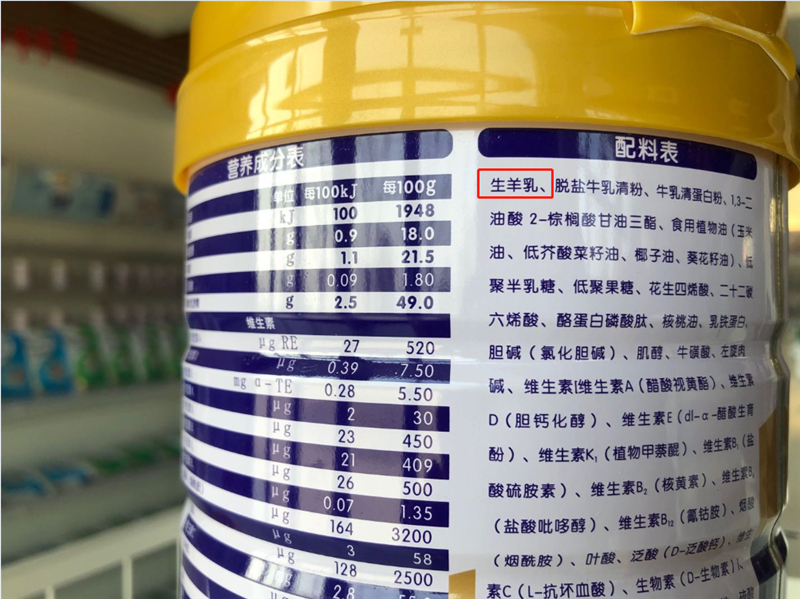 营养成分表
单位 每100kJ 每100g
kJ 100 1948
g 0.9 18.0
g 1.1 21.5
g 0.09 1.80
g 2.5 49.0
维生素
μg RE 27 520
μg 0.39 7.50
mg α-TE 0.28 5.50
μg 2 30
μg 23 450
μg 21 409
μg 26 500
μg 0.07 1.35
μg 164 3200
μg 3 58
μg 128 2500
2.8
配料表
生羊乳、脱盐牛乳清粉、牛乳清蛋白粉、1,3-二
油酸 2-棕榈酸甘油三酯、食用植物油（玉米
油、低芥酸菜籽油、椰子油、葵花籽油）、低
聚半乳糖、低聚果糖、花生四烯酸、二十二碳
六烯酸、酪蛋白磷酸肽、核桃油、乳铁蛋白、
胆碱（氯化胆碱）、肌醇、牛磺酸、左旋肉
碱、维生素[维生素A（醋酸视黄酯）、维生素
D（胆钙化醇）、维生素E（dl-α-醋酸生育
酚）、维生素K₁（植物甲萘醌）、维生素B₁（盐
酸硫胺素）、维生素B₂（核黄素）、维生素B
（盐酸吡哆醇）、维生素B₁₂（氰钴胺）、烟酸
（烟酰胺）、叶酸、泛酸（D-泛酸钙）、维生
素C（L-抗坏血酸）、生物素（D-生物素）